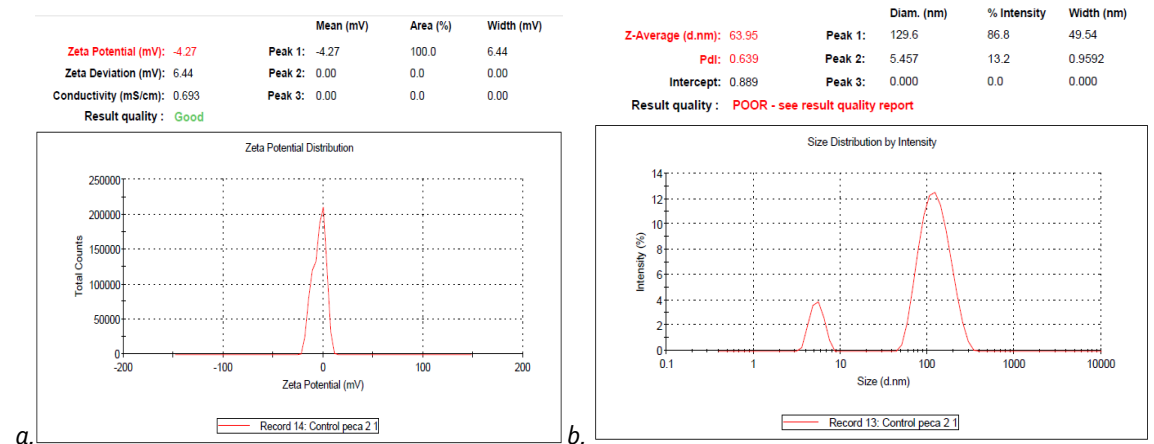 Mean (mV) Area (%) Width (mV)
Zeta Potential (mV): -4.27 Peak 1: -4.27 100.0 6.44
Zeta Deviation (mV): 6.44 Peak 2: 0.00 0.0 0.00
Conductivity (mS/cm): 0.693 Peak 3: 0.00 0.0 0.00
Result quality : Good
Zeta Potential Distribution
250000
200000
150000
100000
50000
0
Total Counts
-200 -100 0 100 200
Zeta Potential (mV)
Record 14: Control peca 2 1
a.
Diam. (nm) % Intensity Width (nm)
Z-Average (d.nm): 63.95 Peak 1: 129.6 86.8 49.54
PdI: 0.639 Peak 2: 5.457 13.2 0.9592
Intercept: 0.889 Peak 3: 0.000 0.0 0.000
Result quality : POOR - see result quality report
Size Distribution by Intensity
14
12
10
8
6
4
2
0
Intensity (%)
0.1 1 10 100 1000 10000
Size (d.nm)
Record 13: Control peca 2 1
b.